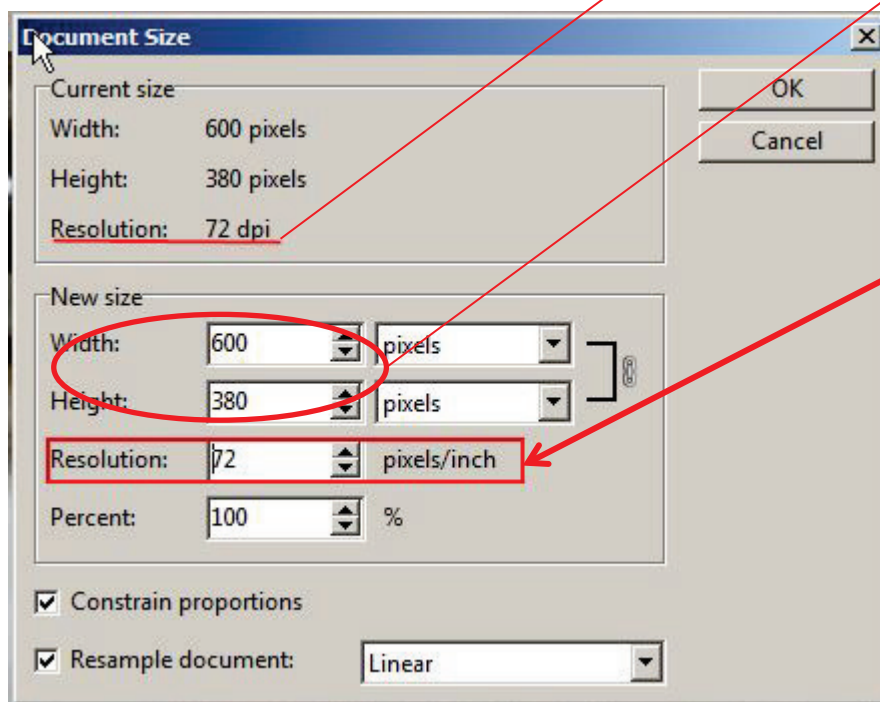 Document Size
Current size
OK
Width: 600 pixels
Cancel
Height: 380 pixels
Resolution: 72 dpi
New size
Width: 600 pixels
Height: 380 pixels
Resolution: 72 pixels/inch
Percent: 100 %
Constrain proportions
Resample document: Linear